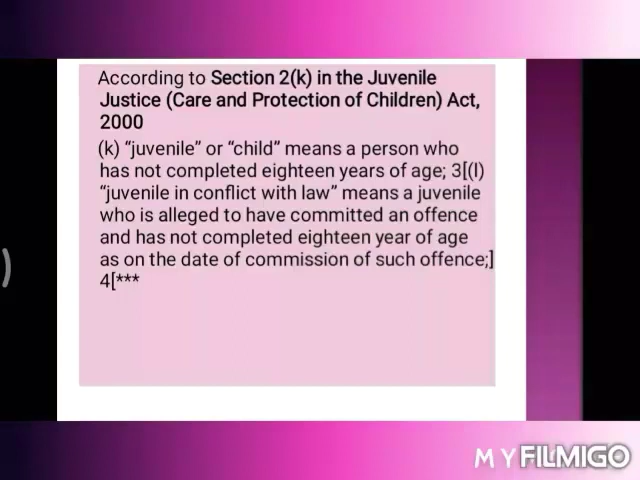 According to Section 2(k) in the Juvenile
Justice (Care and Protection of Children) Act,
2000
(k) “juvenile” or “child” means a person who
has not completed eighteen years of age; 3[(l)
“juvenile in conflict with law” means a juvenile
who is alleged to have committed an offence
and has not completed eighteen year of age
as on the date of commission of such offence;]
4[***
M Y FILMIGO